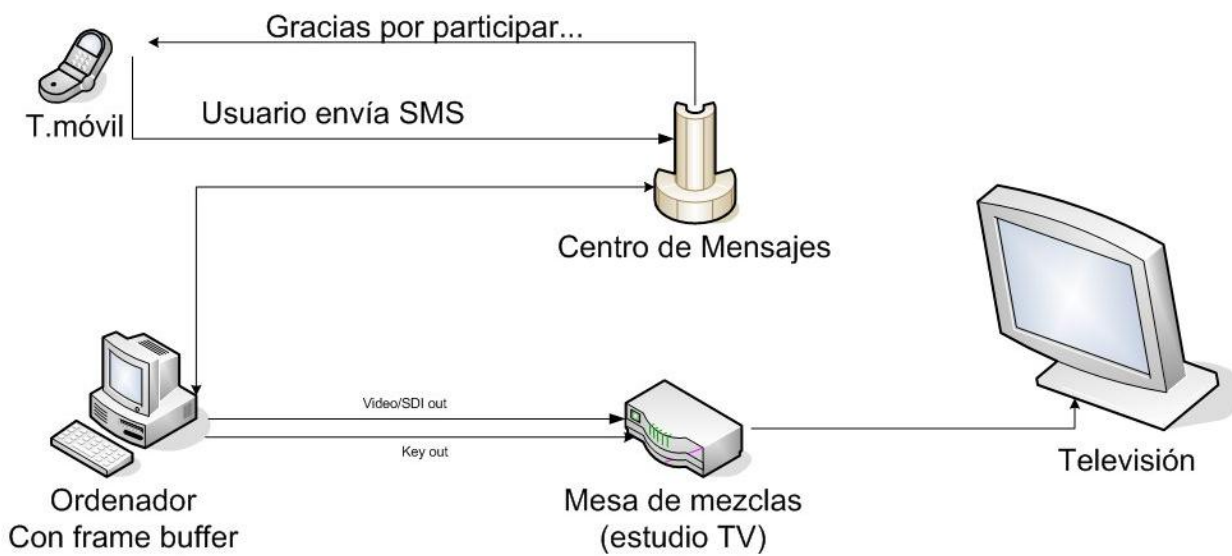 Gracias por participar...
T.móvil
Usuario envía SMS
Centro de Mensajes
Video/SDI out
Key out
Ordenador
Con frame buffer
Mesa de mezclas
(estudio TV)
Televisión